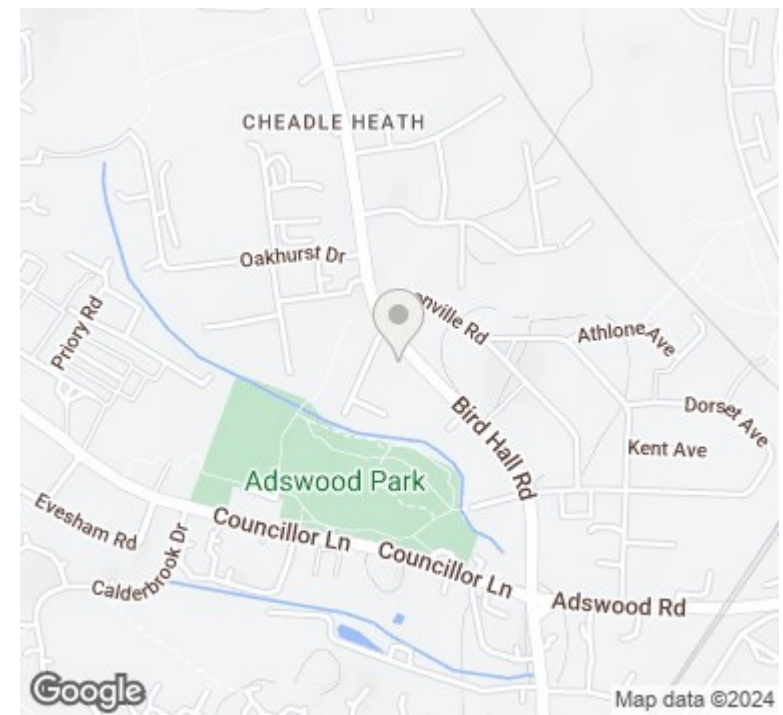 CHEADLE HEATH
Oakhurst Dr
Priory Rd
Athlone Ave
Dorset Ave
Bird Hall Rd
Kent Ave
Adswood Park
Evesham Rd
Councillor Ln
Councillor Ln
Calderbrook Dr
Adswood Rd
Google
Map data ©2024